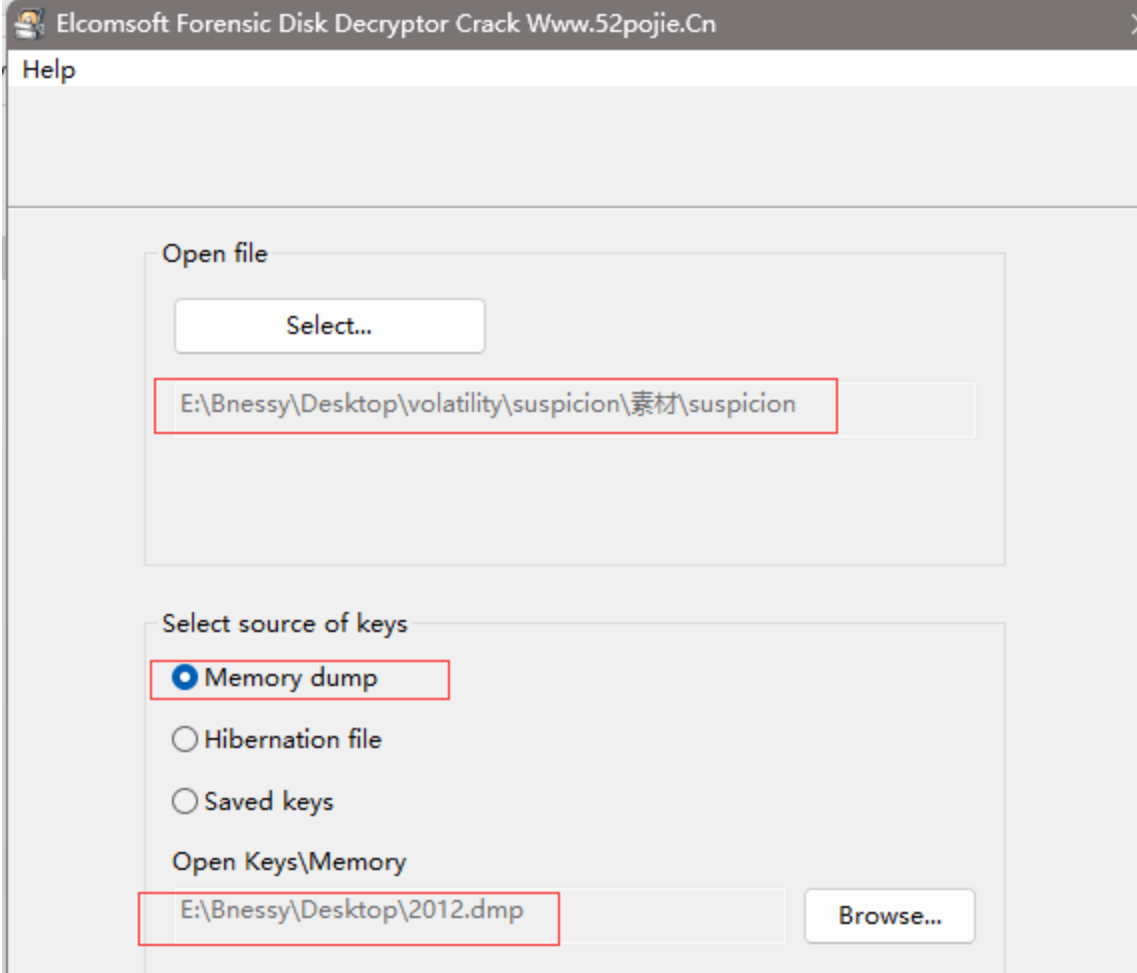 Elcomsoft Forensic Disk Decryptor Crack Www.52pojie.Cn
Help
Open file
Select...
E:\Bnessy\Desktop\volatility\suspicion\素材\suspicion
Select source of keys
Memory dump
Hibernation file
Saved keys
Open Keys\Memory
E:\Bnessy\Desktop\2012.dmp
Browse...